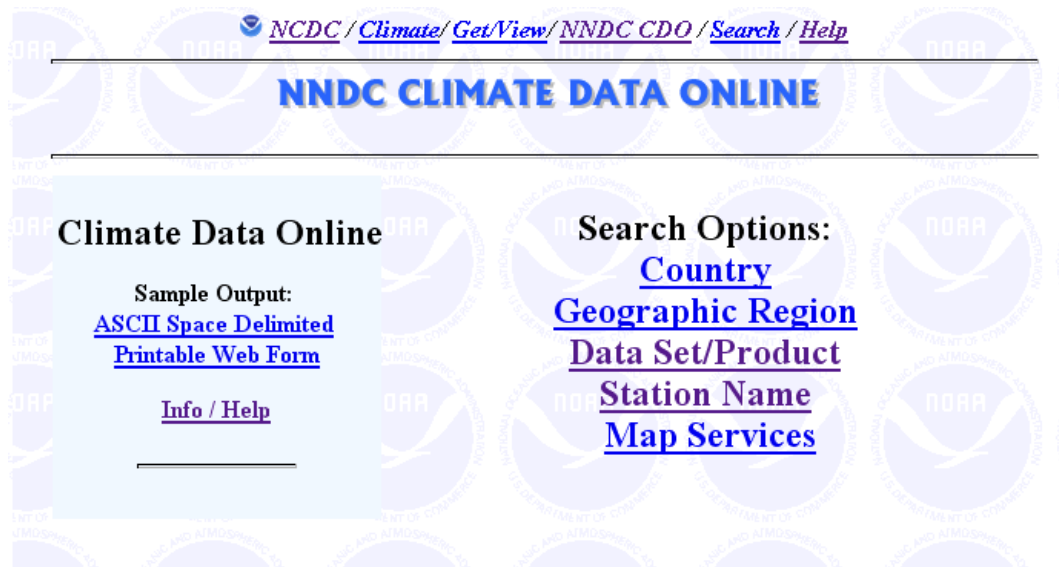 NCDC / Climate/ Get/View/ NNDC CDO / Search / Help
NNDC CLIMATE DATA ONLINE
Climate Data Online
Sample Output:
ASCII Space Delimited
Printable Web Form
Info / Help
Search Options:
Country
Geographic Region
Data Set/Product
Station Name
Map Services